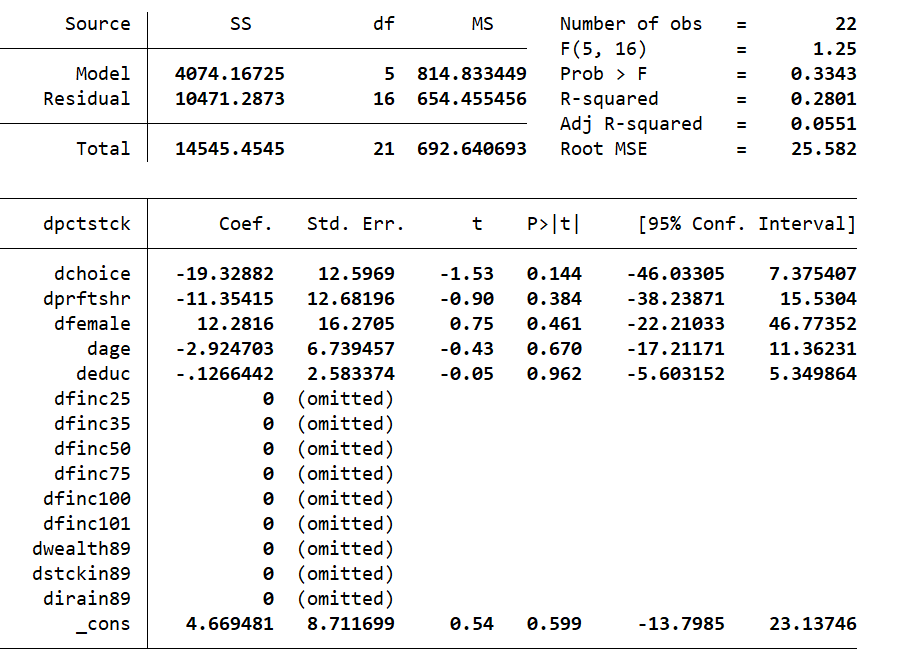 Source SS df MS Number of obs = 22
F(5, 16) = 1.25
Model 4074.16725 5 814.833449 Prob > F = 0.3343
Residual 10471.2873 16 654.455456 R-squared = 0.2801
Adj R-squared = 0.0551
Total 14545.4545 21 692.640693 Root MSE = 25.582
dpctstck Coef. Std. Err. t P>|t| [95% Conf. Interval]
dchoice -19.32882 12.5969 -1.53 0.144 -46.03305 7.375407
dprftshr -11.35415 12.68196 -0.90 0.384 -38.23871 15.5304
dfemale 12.2816 16.2705 0.75 0.461 -22.21033 46.77352
dage -2.924703 6.739457 -0.43 0.670 -17.21171 11.36231
deduc -.1266442 2.583374 -0.05 0.962 -5.603152 5.349864
dfinc25 0 (omitted)
dfinc35 0 (omitted)
dfinc50 0 (omitted)
dfinc75 0 (omitted)
dfinc100 0 (omitted)
dfinc101 0 (omitted)
dwealth89 0 (omitted)
dstckin89 0 (omitted)
dirain89 0 (omitted)
_cons 4.669481 8.711699 0.54 0.599 -13.7985 23.13746